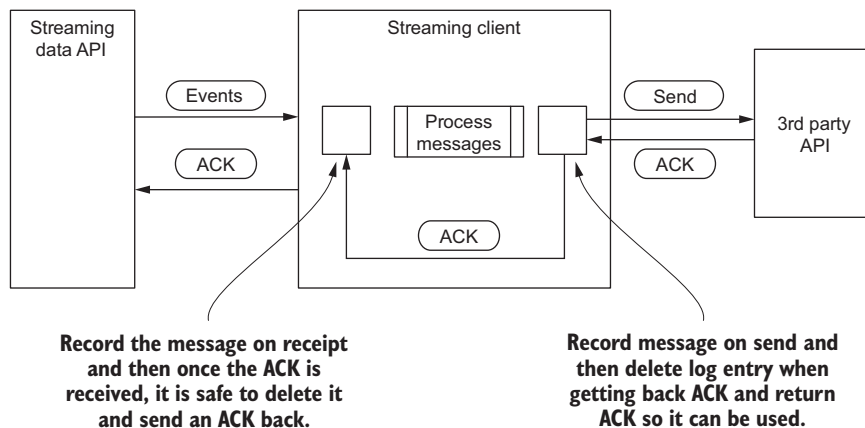 Streaming
data API
Streaming client
Events
ACK
Process
messages
Send
ACK
3rd party
API
ACK
Record the message on receipt
and then once the ACK is
received, it is safe to delete it
and send an ACK back.
Record message on send and
then delete log entry when
getting back ACK and return
ACK so it can be used.